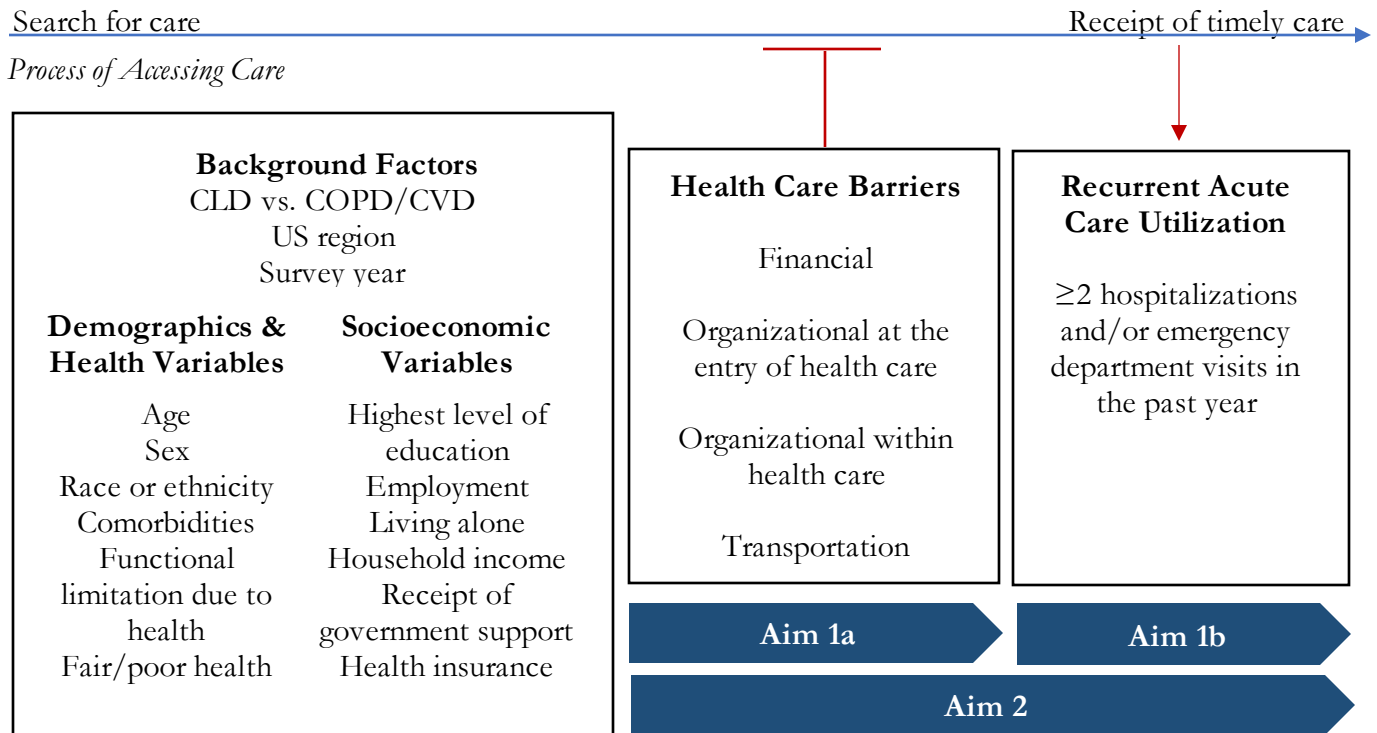 Search for care
Receipt of timely care
Process of Accessing Care
Background Factors
CLD vs. COPD/CVD
US region
Survey year
Demographics &
Health Variables
Age
Sex
Race or ethnicity
Comorbidities
Functional
limitation due to
health
Fair/poor health
Socioeconomic
Variables
Highest level of
education
Employment
Living alone
Household income
Receipt of
government support
Health insurance
Health Care Barriers
Financial
Organizational at the
entry of health care
Organizational within
health care
Transportation
Recurrent Acute
Care Utilization
≥2 hospitalizations
and/or emergency
department visits in
the past year
Aim 1a
Aim 1b
Aim 2